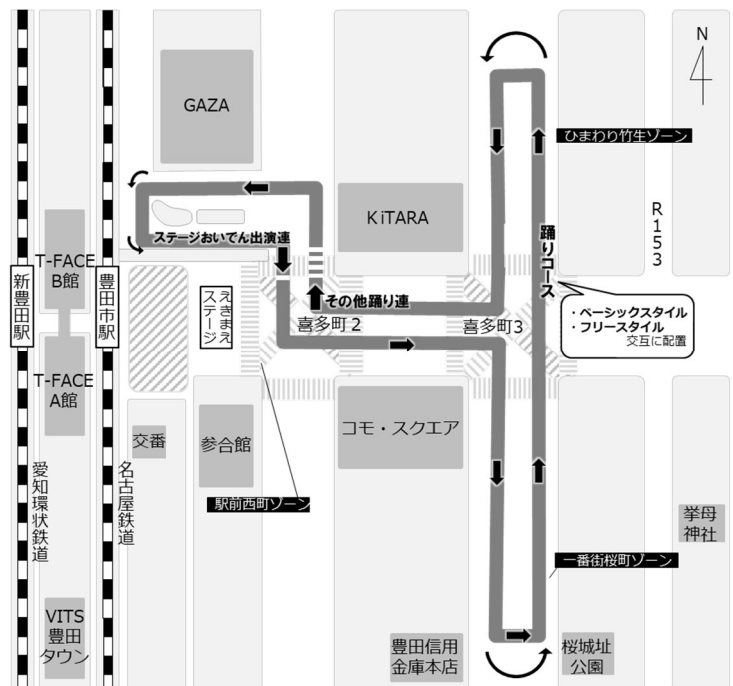 N
GAZA
ひまわり竹生ゾーン
KiTARA
R153
ステージおいでん出演連
踊りコース
T-FACE
B館
新豊田駅
豊田市駅
えきまえ
ステージ
その他踊り連
喜多町2
喜多町3
・ベーシックスタイル
・フリースタイル
交互に配置
T-FACE
A館
コモ・スクエア
交番
参合館
愛知環状鉄道
名古屋鉄道
駅前西町ゾーン
挙母
神社
一番街桜町ゾーン
VITS
豊田
タウン
豊田信用
金庫本店
桜城址
公園